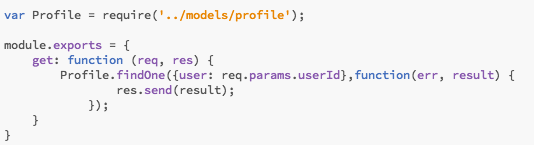 var Profile = require('../models/profile');

module.exports = {
    get: function (req, res) {
        Profile.findOne({user: req.params.userId},function(err, result) {
                res.send(result);
            });
    }
}